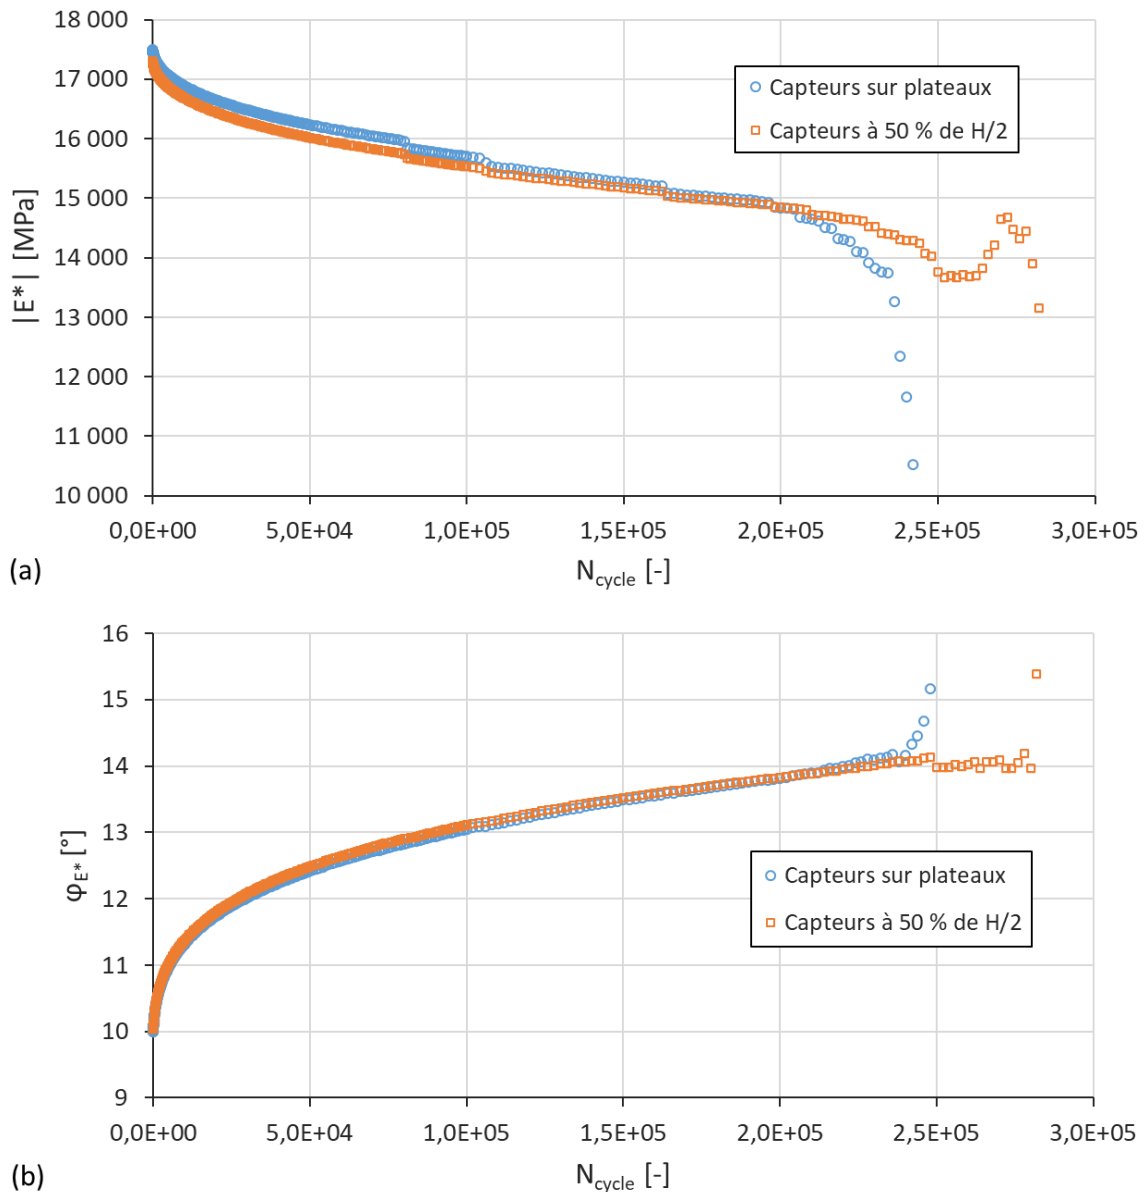 18 000
17 000
16 000
15 000
14 000
13 000
12 000
11 000
10 000
|E*| [MPa]
Capteurs sur plateaux
Capteurs à 50 % de H/2
0,0E+00 5,0E+04 1,0E+05 1,5E+05 2,0E+05 2,5E+05 3,0E+05
N_cycle [-]
(a)
16
15
14
13
12
11
10
9
φ_E* [°]
Capteurs sur plateaux
Capteurs à 50 % de H/2
0,0E+00 5,0E+04 1,0E+05 1,5E+05 2,0E+05 2,5E+05 3,0E+05
N_cycle [-]
(b)